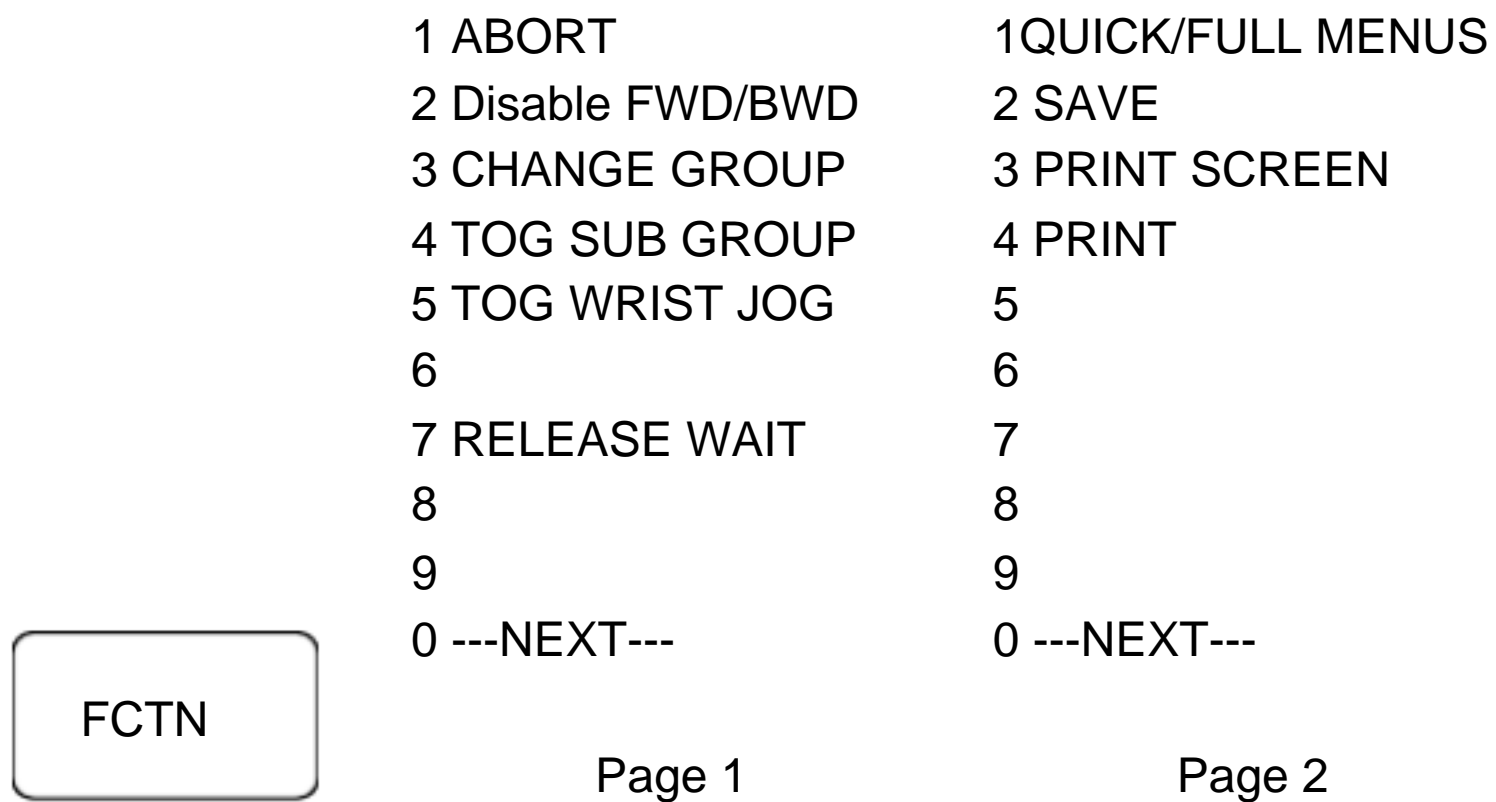 1 ABORT
2 Disable FWD/BWD
3 CHANGE GROUP
4 TOG SUB GROUP
5 TOG WRIST JOG
6
7 RELEASE WAIT
8
9
0 ---NEXT---
Page 1
1QUICK/FULL MENUS
2 SAVE
3 PRINT SCREEN
4 PRINT
5
6
7
8
9
0 ---NEXT---
Page 2
FCTN